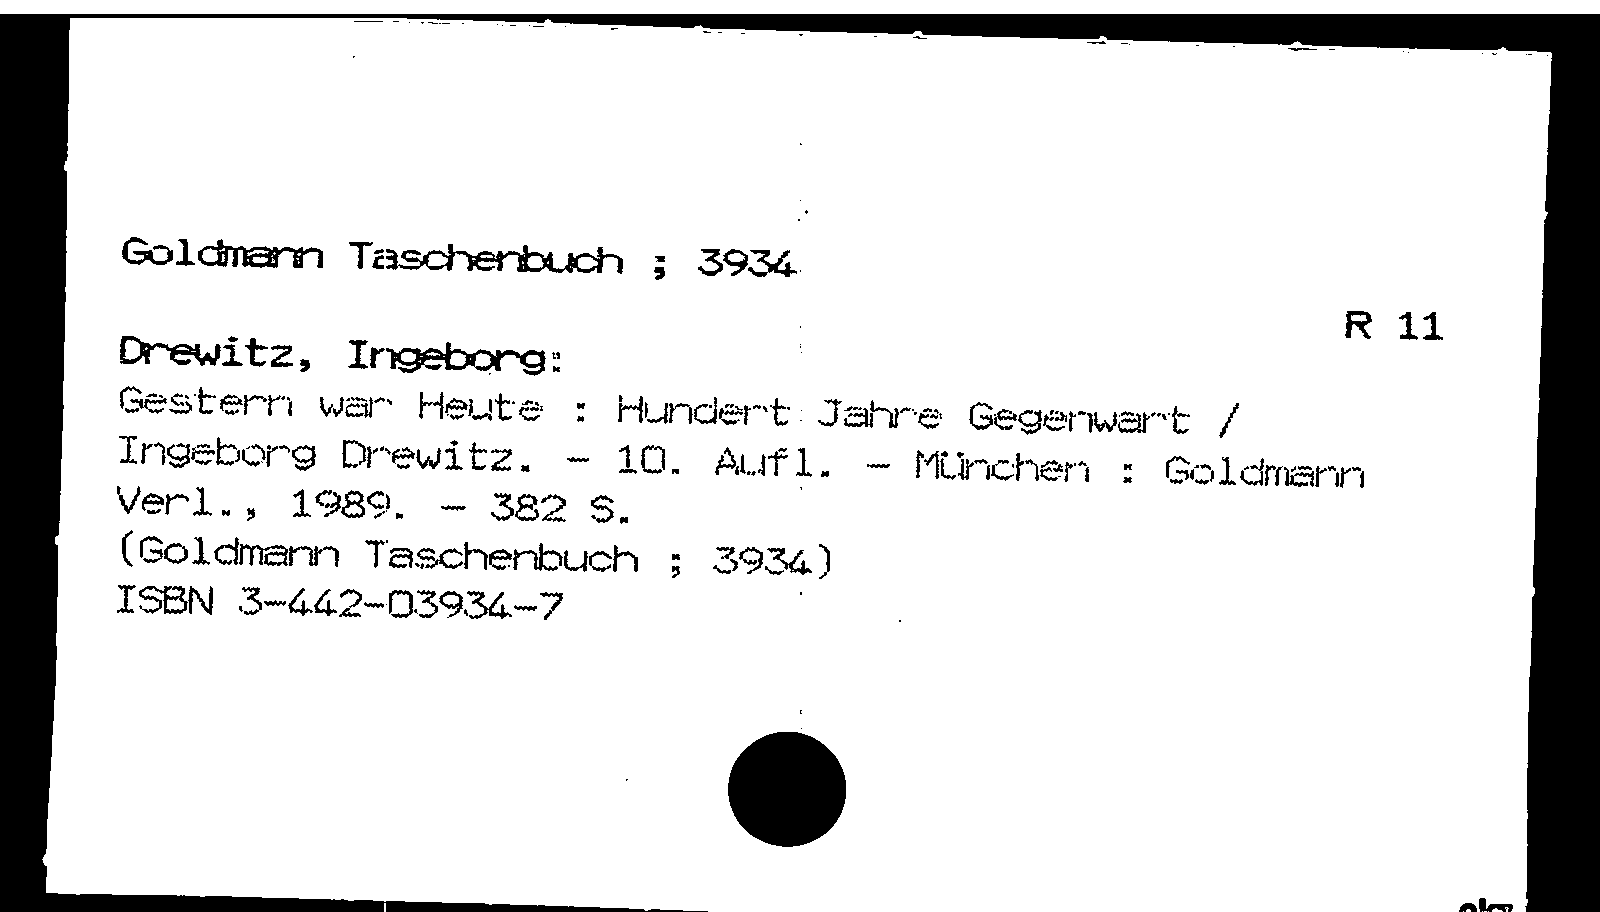 Goldmann Taschenbuch ; 3934
R 11
Drewitz, Ingeborg:
Gestern war Heute : Hundert Jahre Gegenwart /
Ingeborg Drewitz. - 10. Aufl. - München : Goldmann
Verl., 1989. - 382 S.
(Goldmann Taschenbuch ; 3934)
ISBN 3-442-03934-7